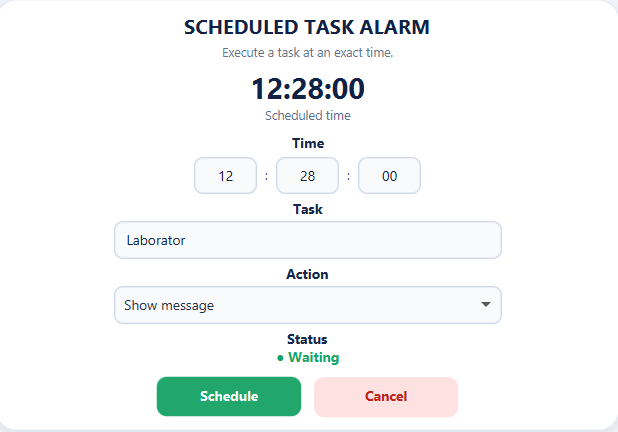 SCHEDULED TASK ALARM
Execute a task at an exact time.
12:28:00
Scheduled time
Time
12 : 28 : 00
Task
Laborator
Action
Show message
Status
• Waiting
Schedule Cancel